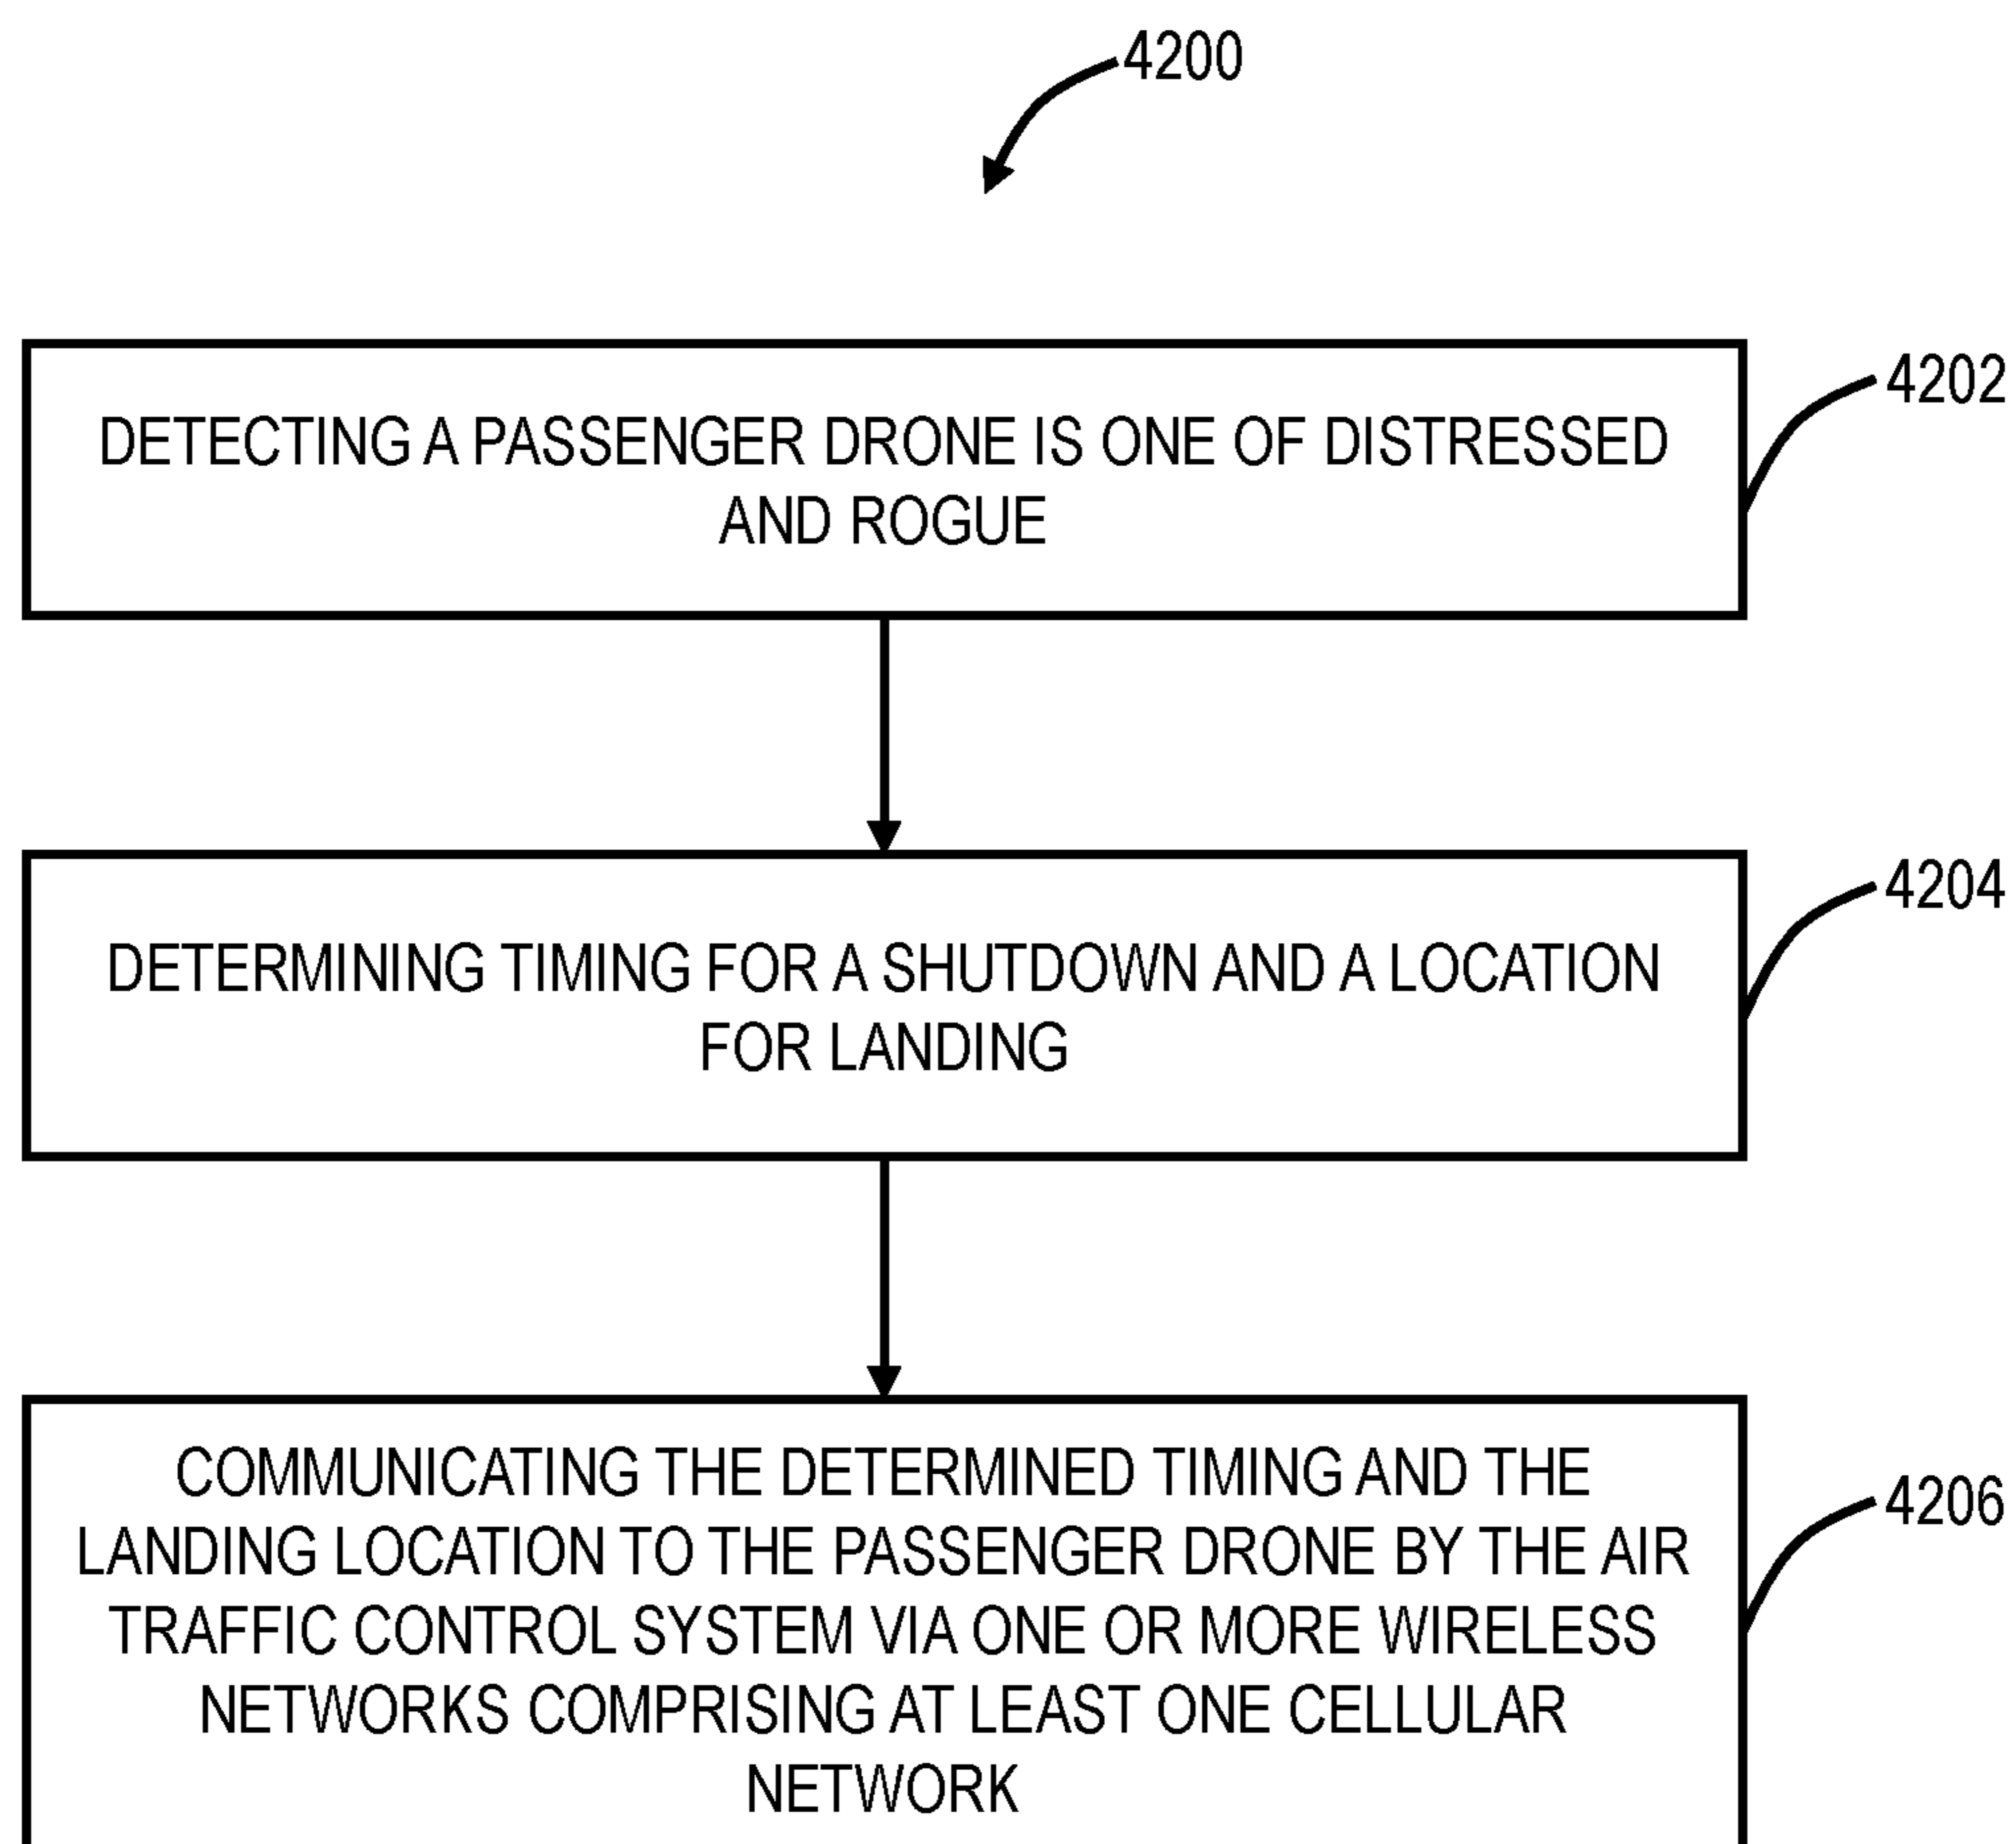 4200
4202
DETECTING A PASSENGER DRONE IS ONE OF DISTRESSED
AND ROGUE
4204
DETERMINING TIMING FOR A SHUTDOWN AND A LOCATION
FOR LANDING
4206
COMMUNICATING THE DETERMINED TIMING AND THE
LANDING LOCATION TO THE PASSENGER DRONE BY THE AIR
TRAFFIC CONTROL SYSTEM VIA ONE OR MORE WIRELESS
NETWORKS COMPRISING AT LEAST ONE CELLULAR
NETWORK